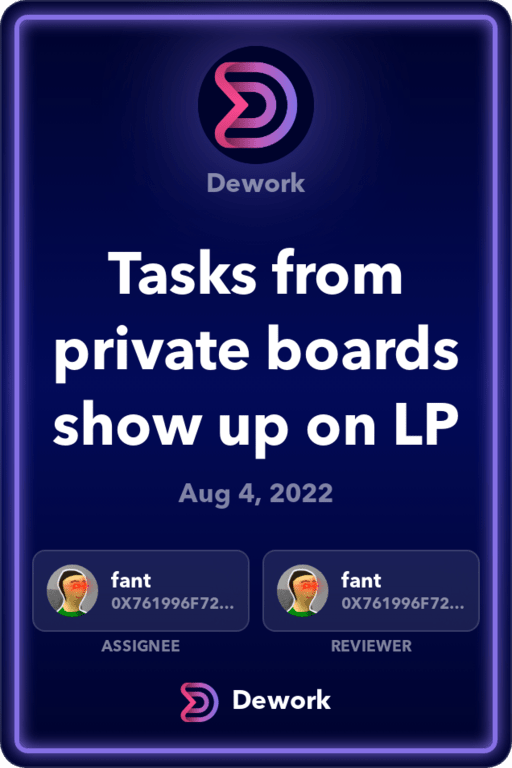 Dework
Tasks from
private boards
show up on LP
Aug 4, 2022
fant
0X761996F72...
ASSIGNEE
fant
0X761996F72...
REVIEWER
Dework